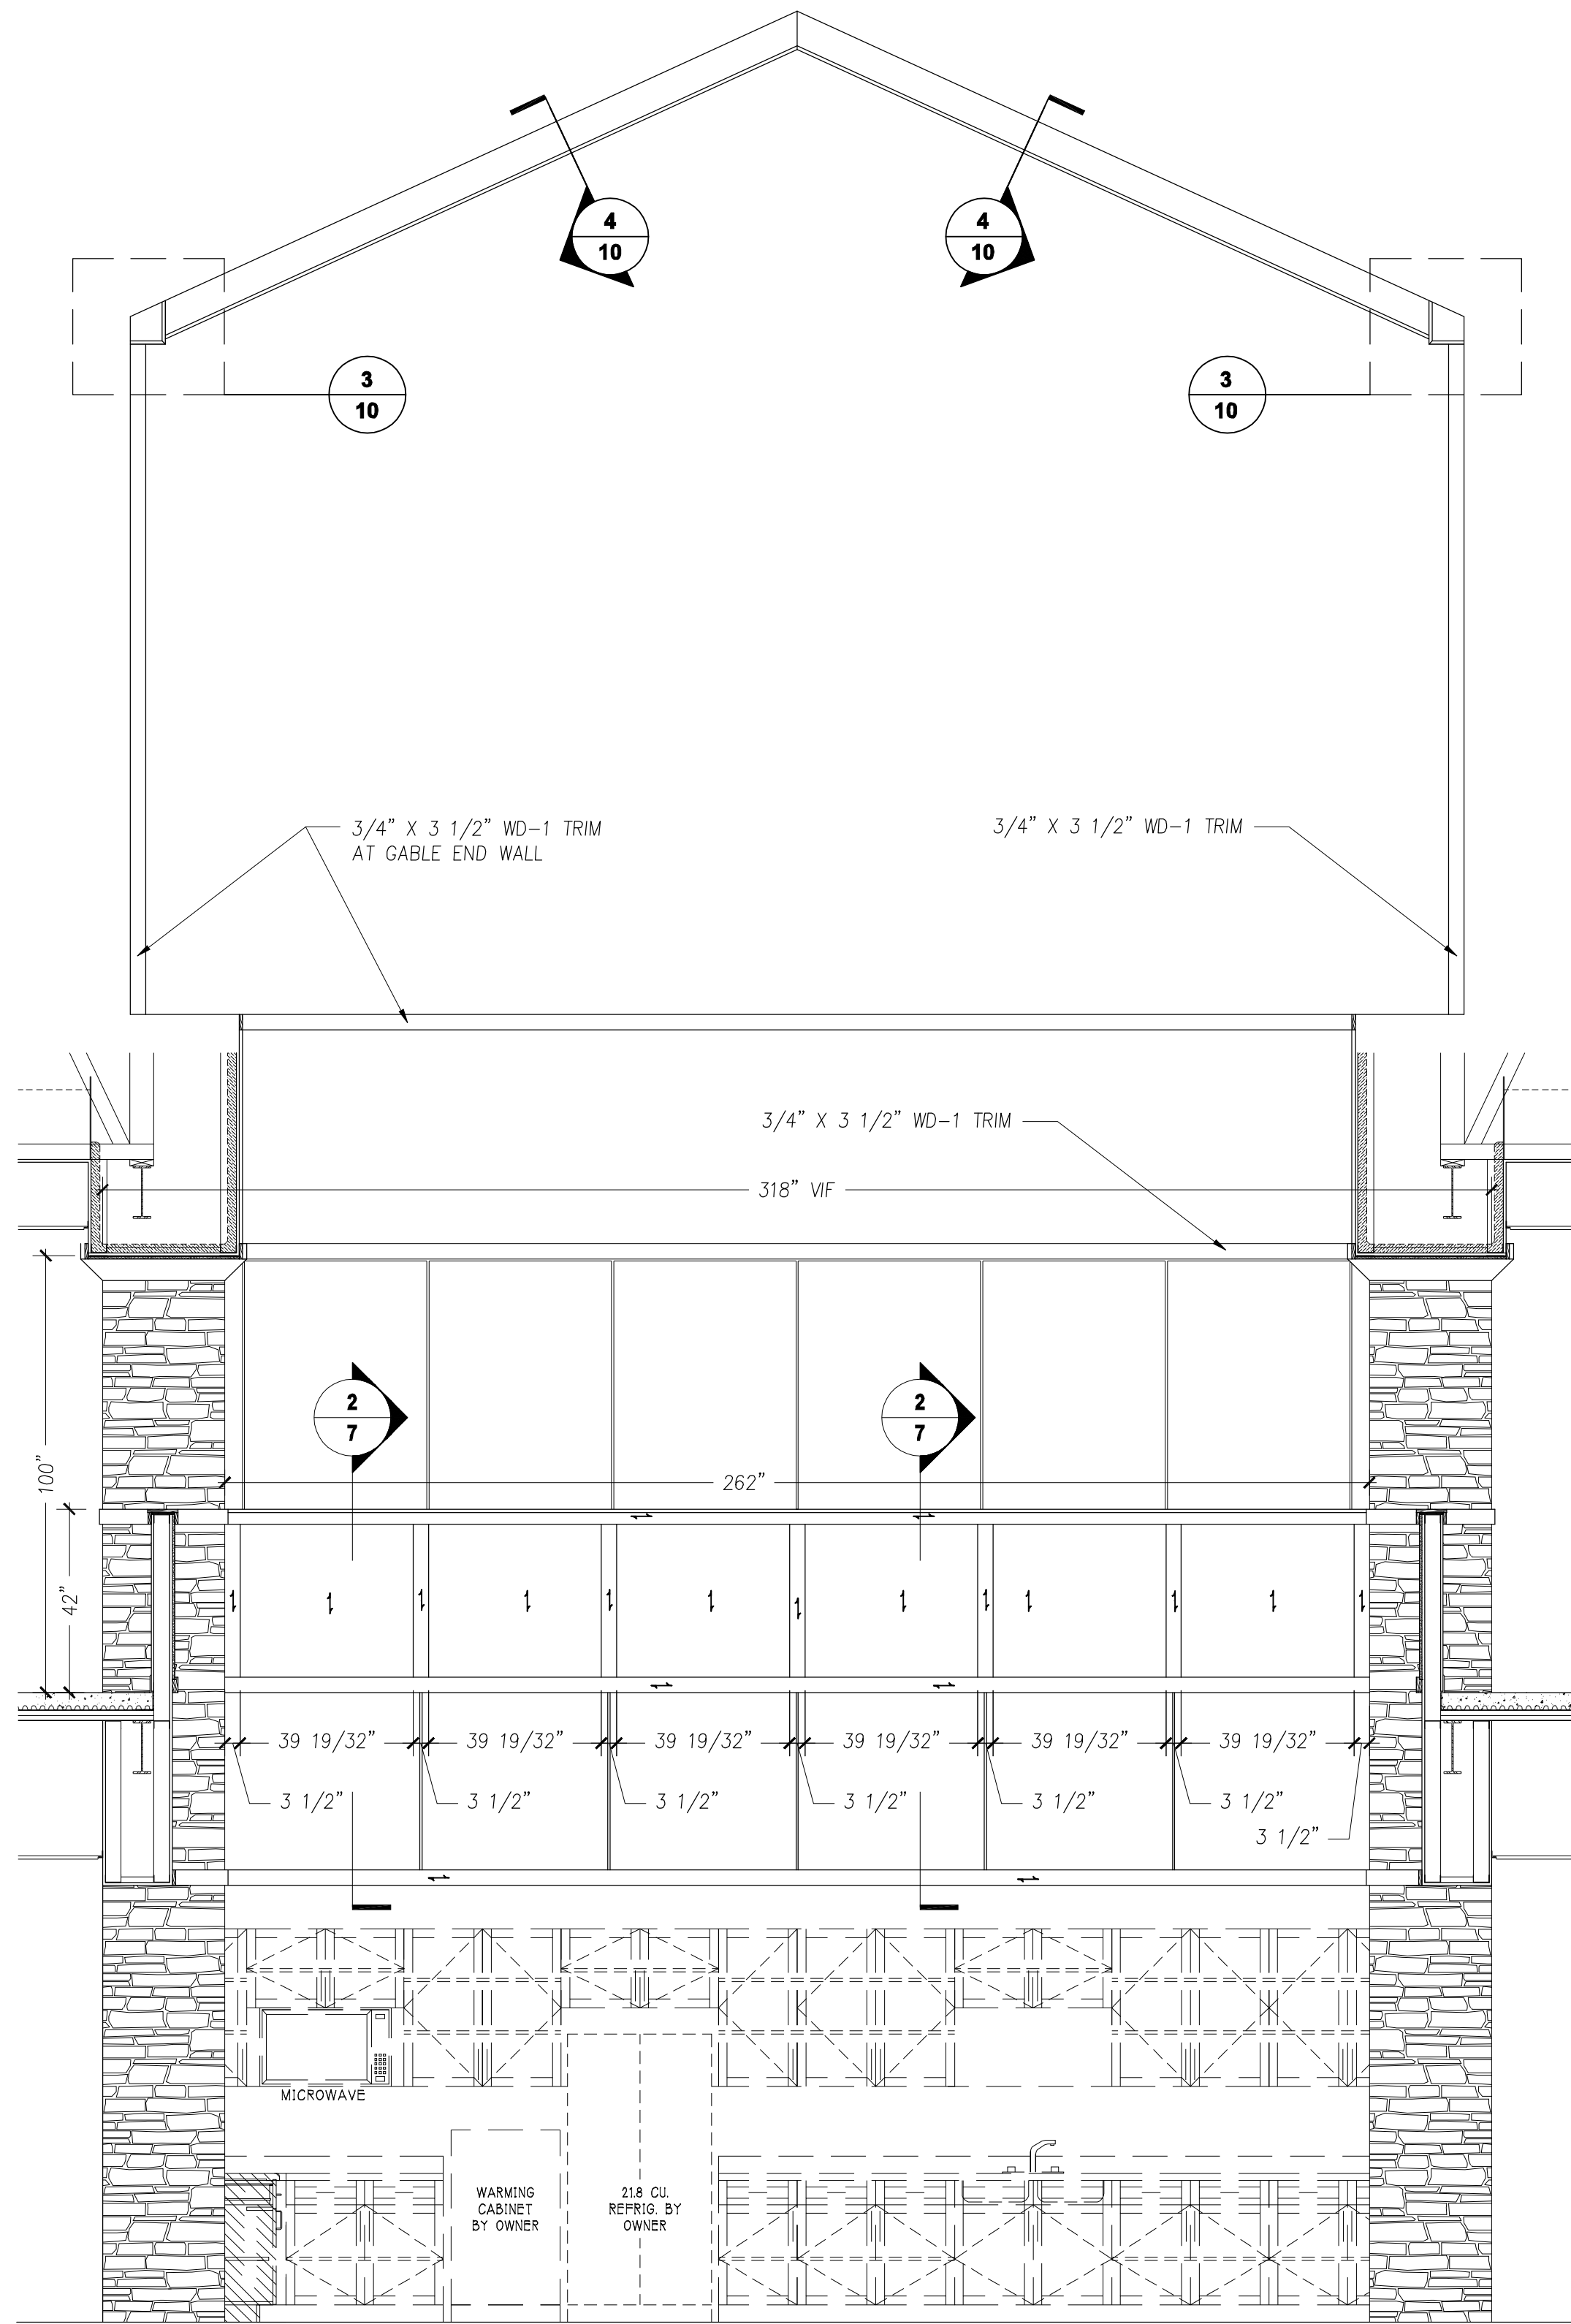 4
10
4
10
3
10
3
10
3/4" X 3 1/2" WD-1 TRIM
AT GABLE END WALL
3/4" X 3 1/2" WD-1 TRIM
3/4" X 3 1/2" WD-1 TRIM
318" VIF
2
7
2
7
100"
262"
42"
39 19/32"
39 19/32"
39 19/32"
39 19/32"
39 19/32"
39 19/32"
3 1/2"
3 1/2"
3 1/2"
3 1/2"
3 1/2"
3 1/2"
3 1/2"
MICROWAVE
WARMING
CABINET
BY OWNER
21.8 CU.
REFRIG. BY
OWNER